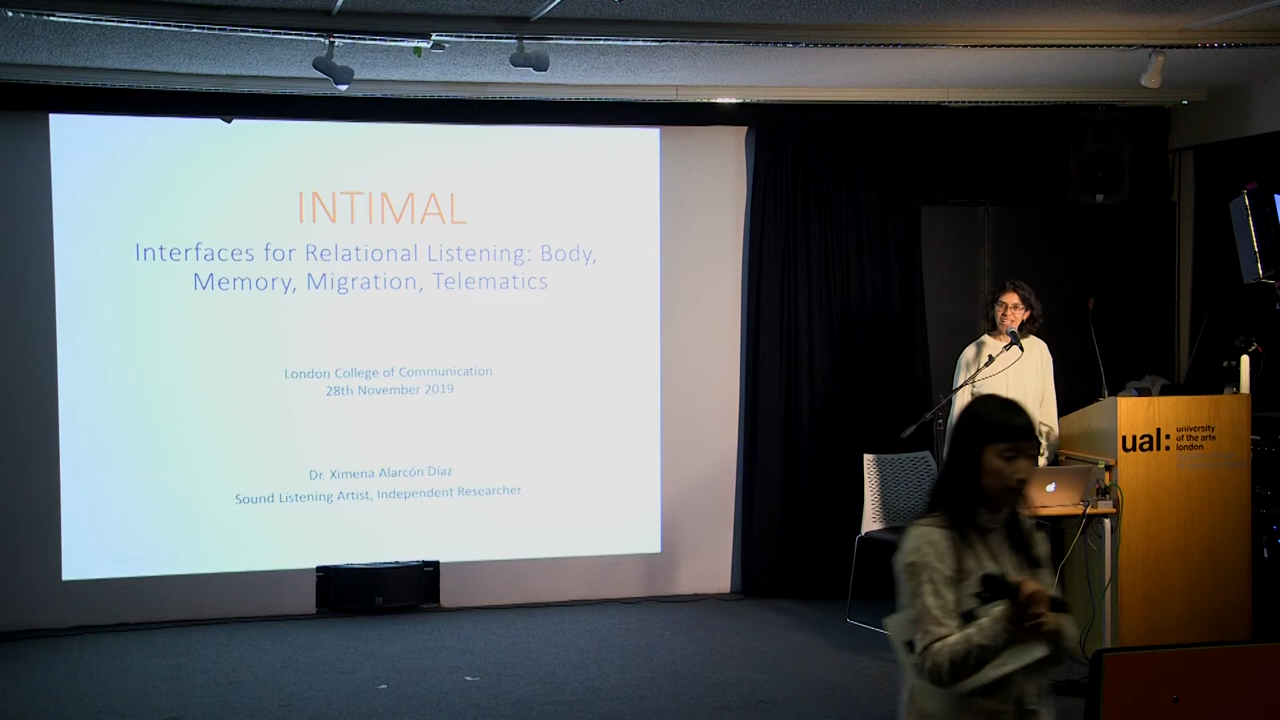 INTIMAL
Interfaces for Relational Listening: Body,
Memory, Migration, Telematics
London College of Communication
28th November 2019
Dr. Ximena Alarcón Díaz
Sound Listening Artist, Independent Researcher
ual:
university
of the arts
london